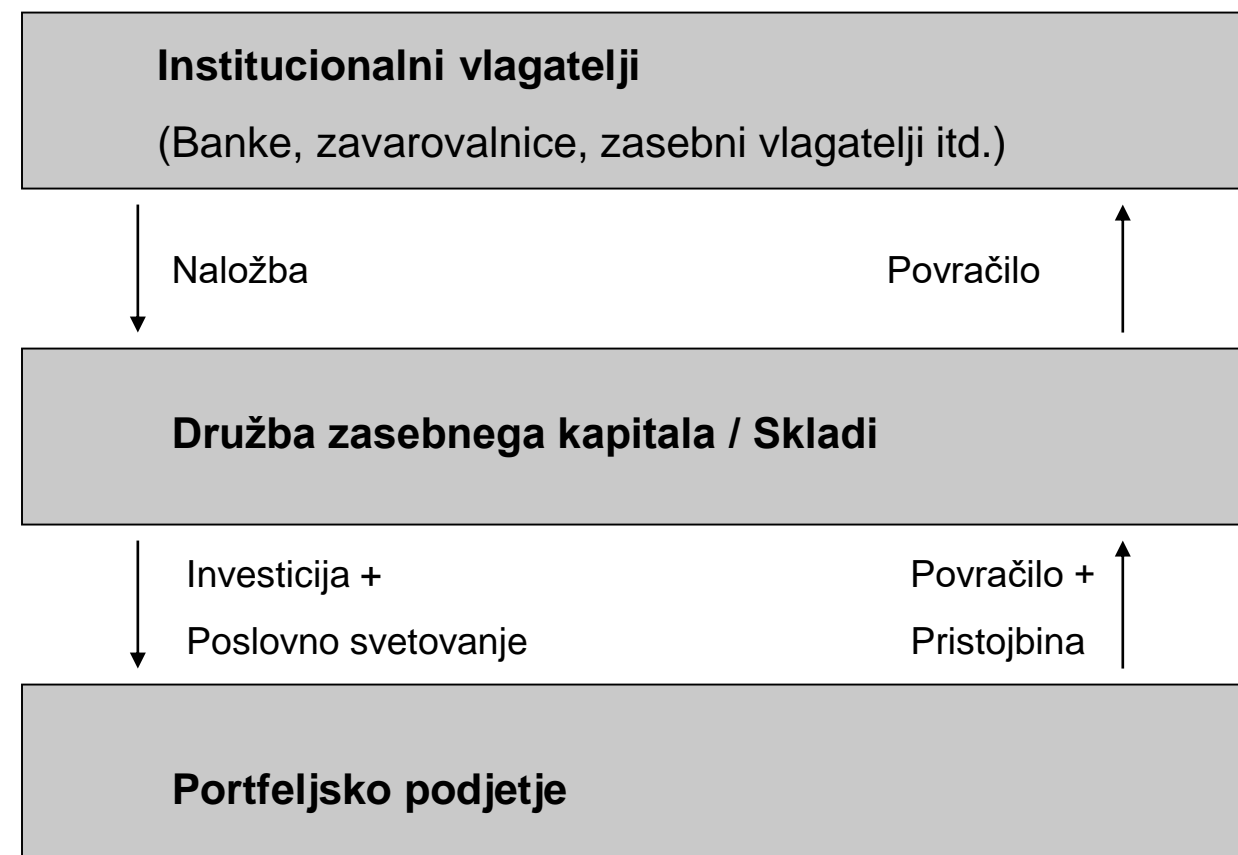 Institucionalni vlagatelji
(Banke, zavarovalnice, zasebni vlagatelji itd.)
Naložba
Povračilo
Družba zasebnega kapitala / Skladi
Investicija +
Poslovno svetovanje
Povračilo +
Pristojbina
Portfeljsko podjetje